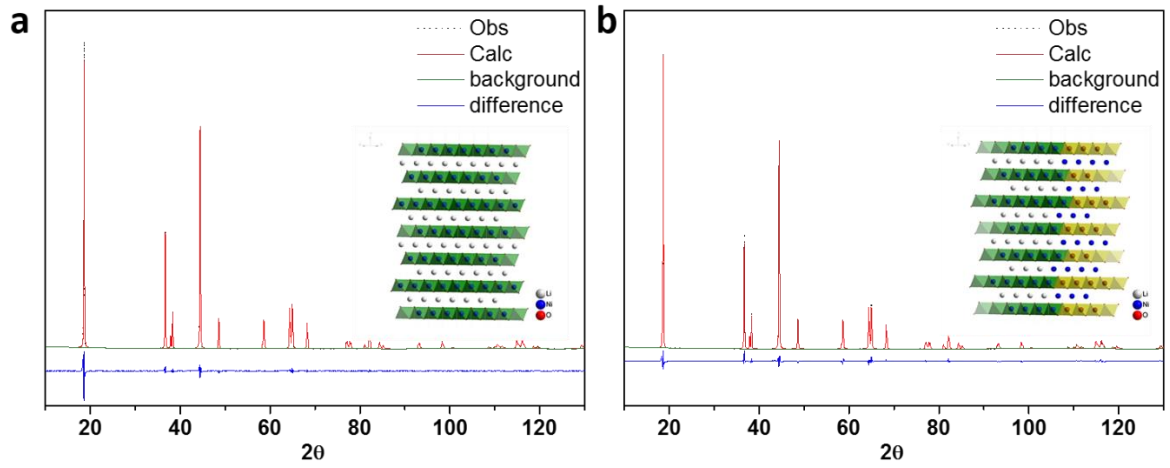 a
Obs
Calc
background
difference
Li
Ni
O
20 40 60 80 100 120
2θ
b
Obs
Calc
background
difference
Li
Ni
O
20 40 60 80 100 120
2θ